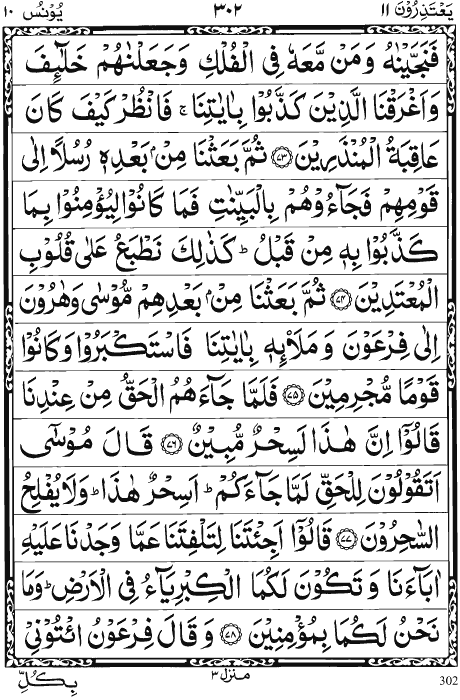 يَعْتَذِرُوْنَ ١١ ٣٠٢ يُوْنُس ١٠
فَنَجَّيْنٰهُ وَمَنْ مَّعَهٗ فِى الْفُلْكِ وَجَعَلْنٰهُمْ خَلٰٓئِفَ
وَاَغْرَقْنَا الَّذِيْنَ كَذَّبُوْا بِاٰيٰتِنَا ۚ فَانْظُرْ كَيْفَ كَانَ
عَاقِبَةُ الْمُنْذَرِيْنَ ﴿٧٣﴾ ثُمَّ بَعَثْنَا مِنْۢ بَعْدِهٖ رُسُلًا اِلٰى
قَوْمِهِمْ فَجَآءُوْهُمْ بِالْبَيِّنٰتِ فَمَا كَانُوْا لِيُؤْمِنُوْا بِمَا
كَذَّبُوْا بِهٖ مِنْ قَبْلُ ؕ كَذٰلِكَ نَطْبَعُ عَلٰى قُلُوْبِ
الْمُعْتَدِيْنَ ﴿٧٤﴾ ثُمَّ بَعَثْنَا مِنْۢ بَعْدِهِمْ مُّوْسٰى وَهٰرُوْنَ
اِلٰى فِرْعَوْنَ وَمَلَا۟ئِهٖ بِاٰيٰتِنَا فَاسْتَكْبَرُوْا وَكَانُوْا
قَوْمًا مُّجْرِمِيْنَ ﴿٧٥﴾ فَلَمَّا جَآءَهُمُ الْحَقُّ مِنْ عِنْدِنَا
قَالُوْٓا اِنَّ هٰذَا لَسِحْرٌ مُّبِيْنٌ ﴿٧٦﴾ قَالَ مُوْسٰٓى
اَتَقُوْلُوْنَ لِلْحَقِّ لَمَّا جَآءَكُمْ ؕ اَسِحْرٌ هٰذَا ؕ وَلَا يُفْلِحُ
السّٰحِرُوْنَ ﴿٧٧﴾ قَالُوْٓا اَجِئْتَنَا لِتَلْفِتَنَا عَمَّا وَجَدْنَا عَلَيْهِ
اٰبَآءَنَا وَتَكُوْنَ لَكُمَا الْكِبْرِيَآءُ فِى الْاَرْضِ ؕ وَمَا
نَحْنُ لَكُمَا بِمُؤْمِنِيْنَ ﴿٧٨﴾ وَقَالَ فِرْعَوْنُ ائْتُوْنِيْ
بِكُلِّ منزل ٣ 302